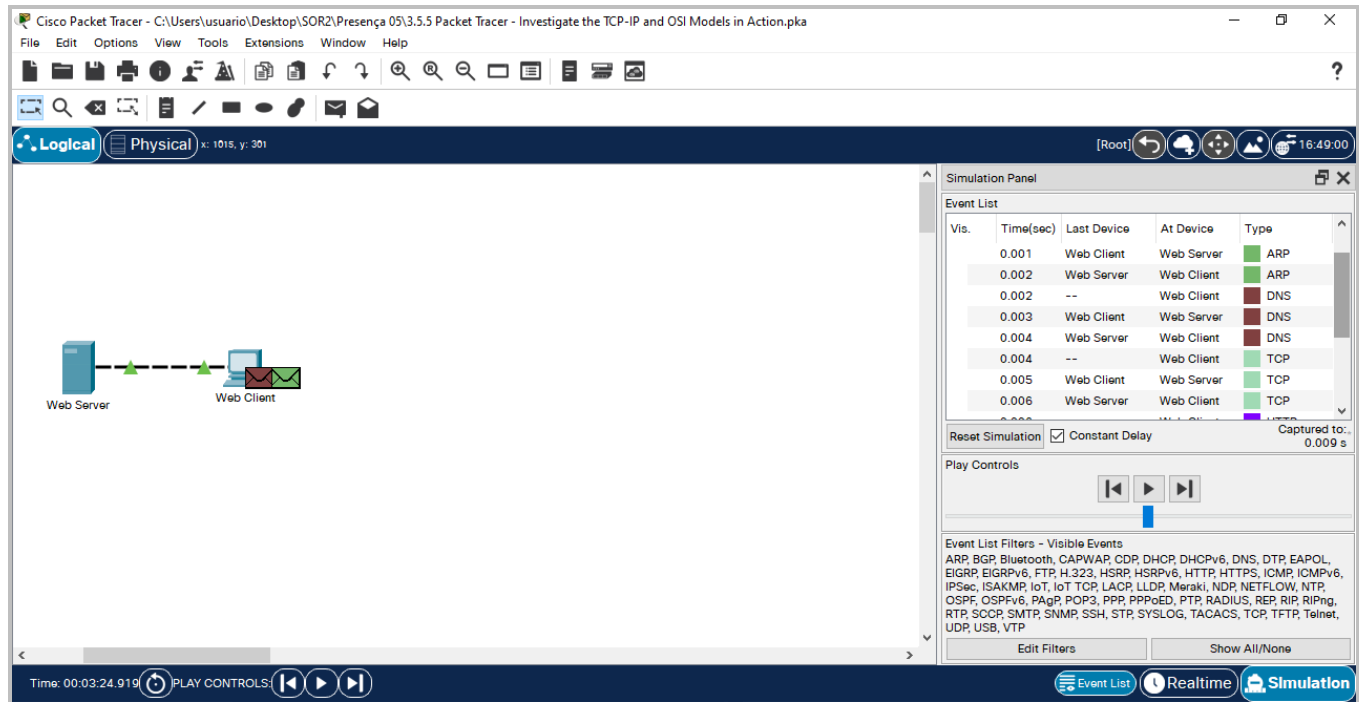 Cisco Packet Tracer - C:\Users\usuario\Desktop\SOR2\Presença 05\3.5.5 Packet Tracer - Investigate the TCP-IP and OSI Models in Action.pka
File Edit Options View Tools Extensions Window Help
?
Logical Physical x: 1015, y: 301 [Root] 16:49:00
Simulation Panel
Event List
Vis. Time(sec) Last Device At Device Type
0.001 Web Client Web Server ARP
0.002 Web Server Web Client ARP
0.002 -- Web Client DNS
0.003 Web Client Web Server DNS
0.004 Web Server Web Client DNS
0.004 -- Web Client TCP
0.005 Web Client Web Server TCP
0.006 Web Server Web Client TCP
Reset Simulation Constant Delay Captured to:
0.009 s
Play Controls
Event List Filters - Visible Events
ARP, BGP, Bluetooth, CAPWAP, CDP, DHCP, DHCPv6, DNS, DTP, EAPOL,
EIGRP, EIGRPv6, FTP, H.323, HSRP, HSRPv6, HTTP, HTTPS, ICMP, ICMPv6,
IPSec, ISAKMP, IoT, IoT TCP, LACP, LLDP, Meraki, NDP, NETFLOW, NTP,
OSPF, OSPFv6, PAgP, POP3, PPP, PPPoED, PTP, RADIUS, REP, RIP, RIPng,
RTP, SCCP, SMTP, SNMP, SSH, STP, SYSLOG, TACACS, TCP, TFTP, Telnet,
UDP, USB, VTP
Edit Filters Show All/None
Web Server
Web Client
Time: 00:03:24.919 PLAY CONTROLS: Event List Realtime Simulation